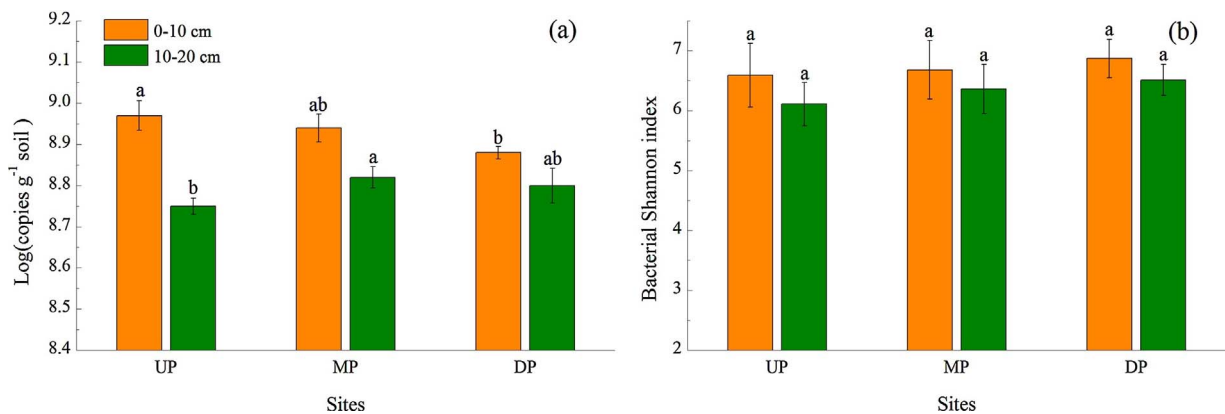 (a)
0-10 cm
10-20 cm
9.2
9.1
9.0
8.9
8.8
8.7
8.6
8.5
8.4
Log(copies g⁻¹ soil )
a
b
ab
a
b
ab
UP
MP
DP
Sites
(b)
7
6
5
4
3
2
Bacterial Shannon index
a
a
a
a
a
a
UP
MP
DP
Sites